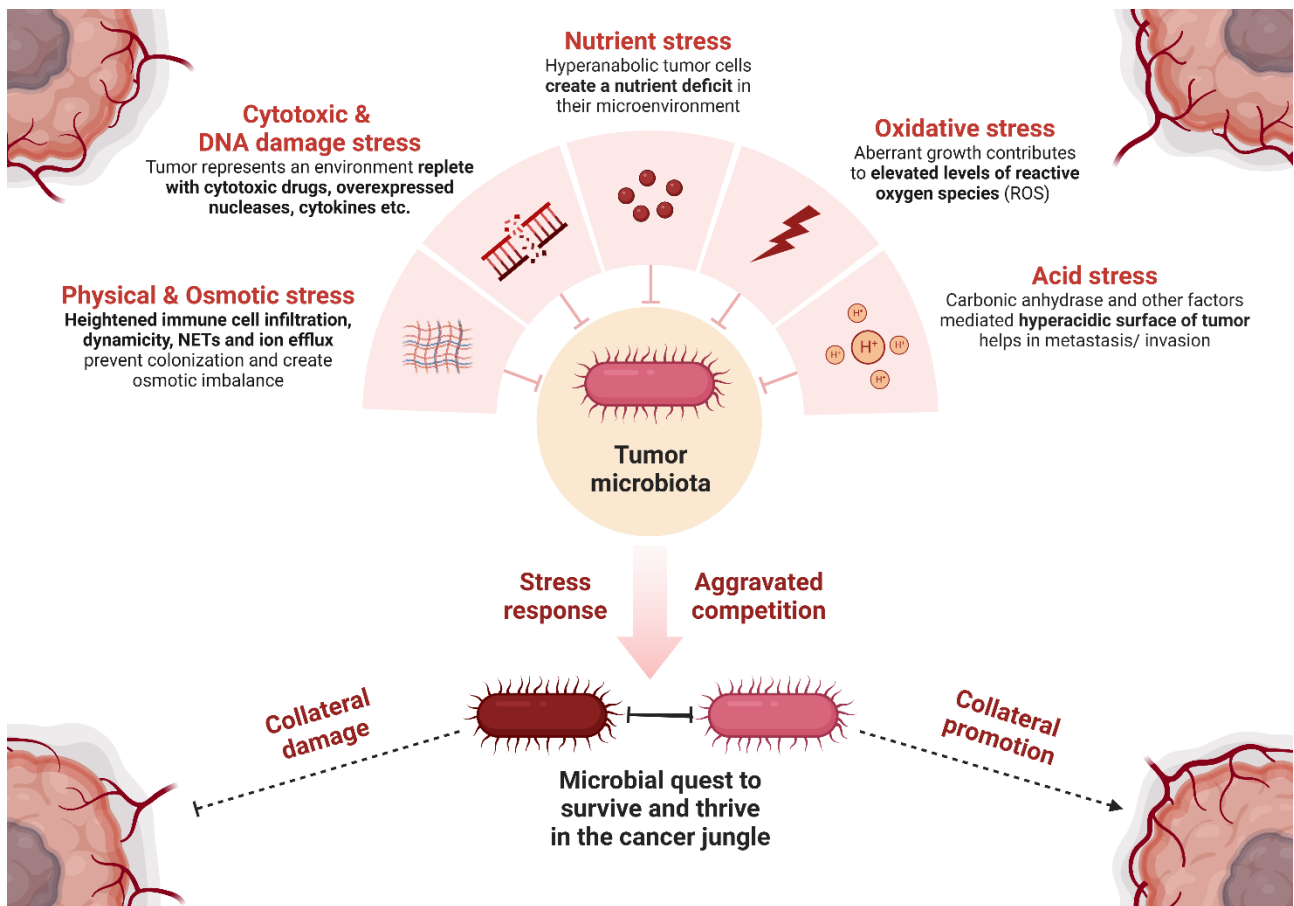 Nutrient stress
Hyperanabolic tumor cells
create a nutrient deficit in
their microenvironment
Cytotoxic &
DNA damage stress
Tumor represents an environment replete
with cytotoxic drugs, overexpressed
nucleases, cytokines etc.
Oxidative stress
Aberrant growth contributes
to elevated levels of reactive
oxygen species (ROS)
Physical & Osmotic stress
Heightened immune cell infiltration,
dynamicity, NETs and ion efflux
prevent colonization and create
osmotic imbalance
Acid stress
Carbonic anhydrase and other factors
mediated hyperacidic surface of tumor
helps in metastasis/ invasion
H+
H+
H+
H+
H+
Tumor
microbiota
Stress
response
Aggravated
competition
Collateral
damage
Collateral
promotion
Microbial quest to
survive and thrive
in the cancer jungle